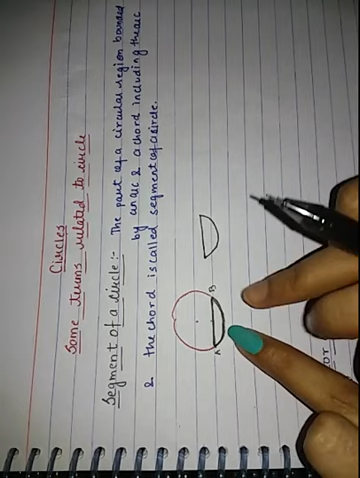 Circles
Some terms related to circle
Segment of a circle:- The part of a circular region bounded
by an arc & a chord including the arc
& the chord is called segment of a circle.
A
B
or